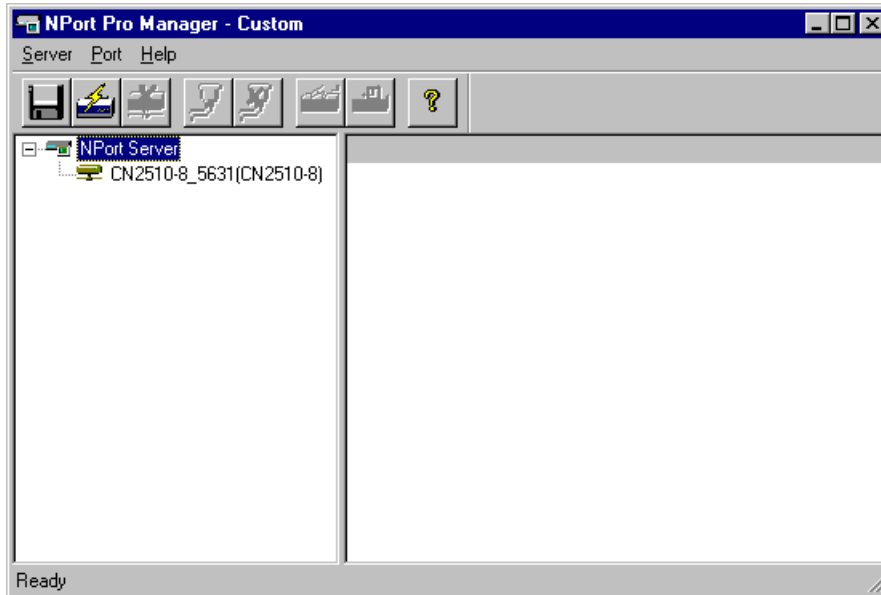 NPort Pro Manager - Custom
Server Port Help
?
NPort Server
CN2510-8_5631(CN2510-8)
Ready